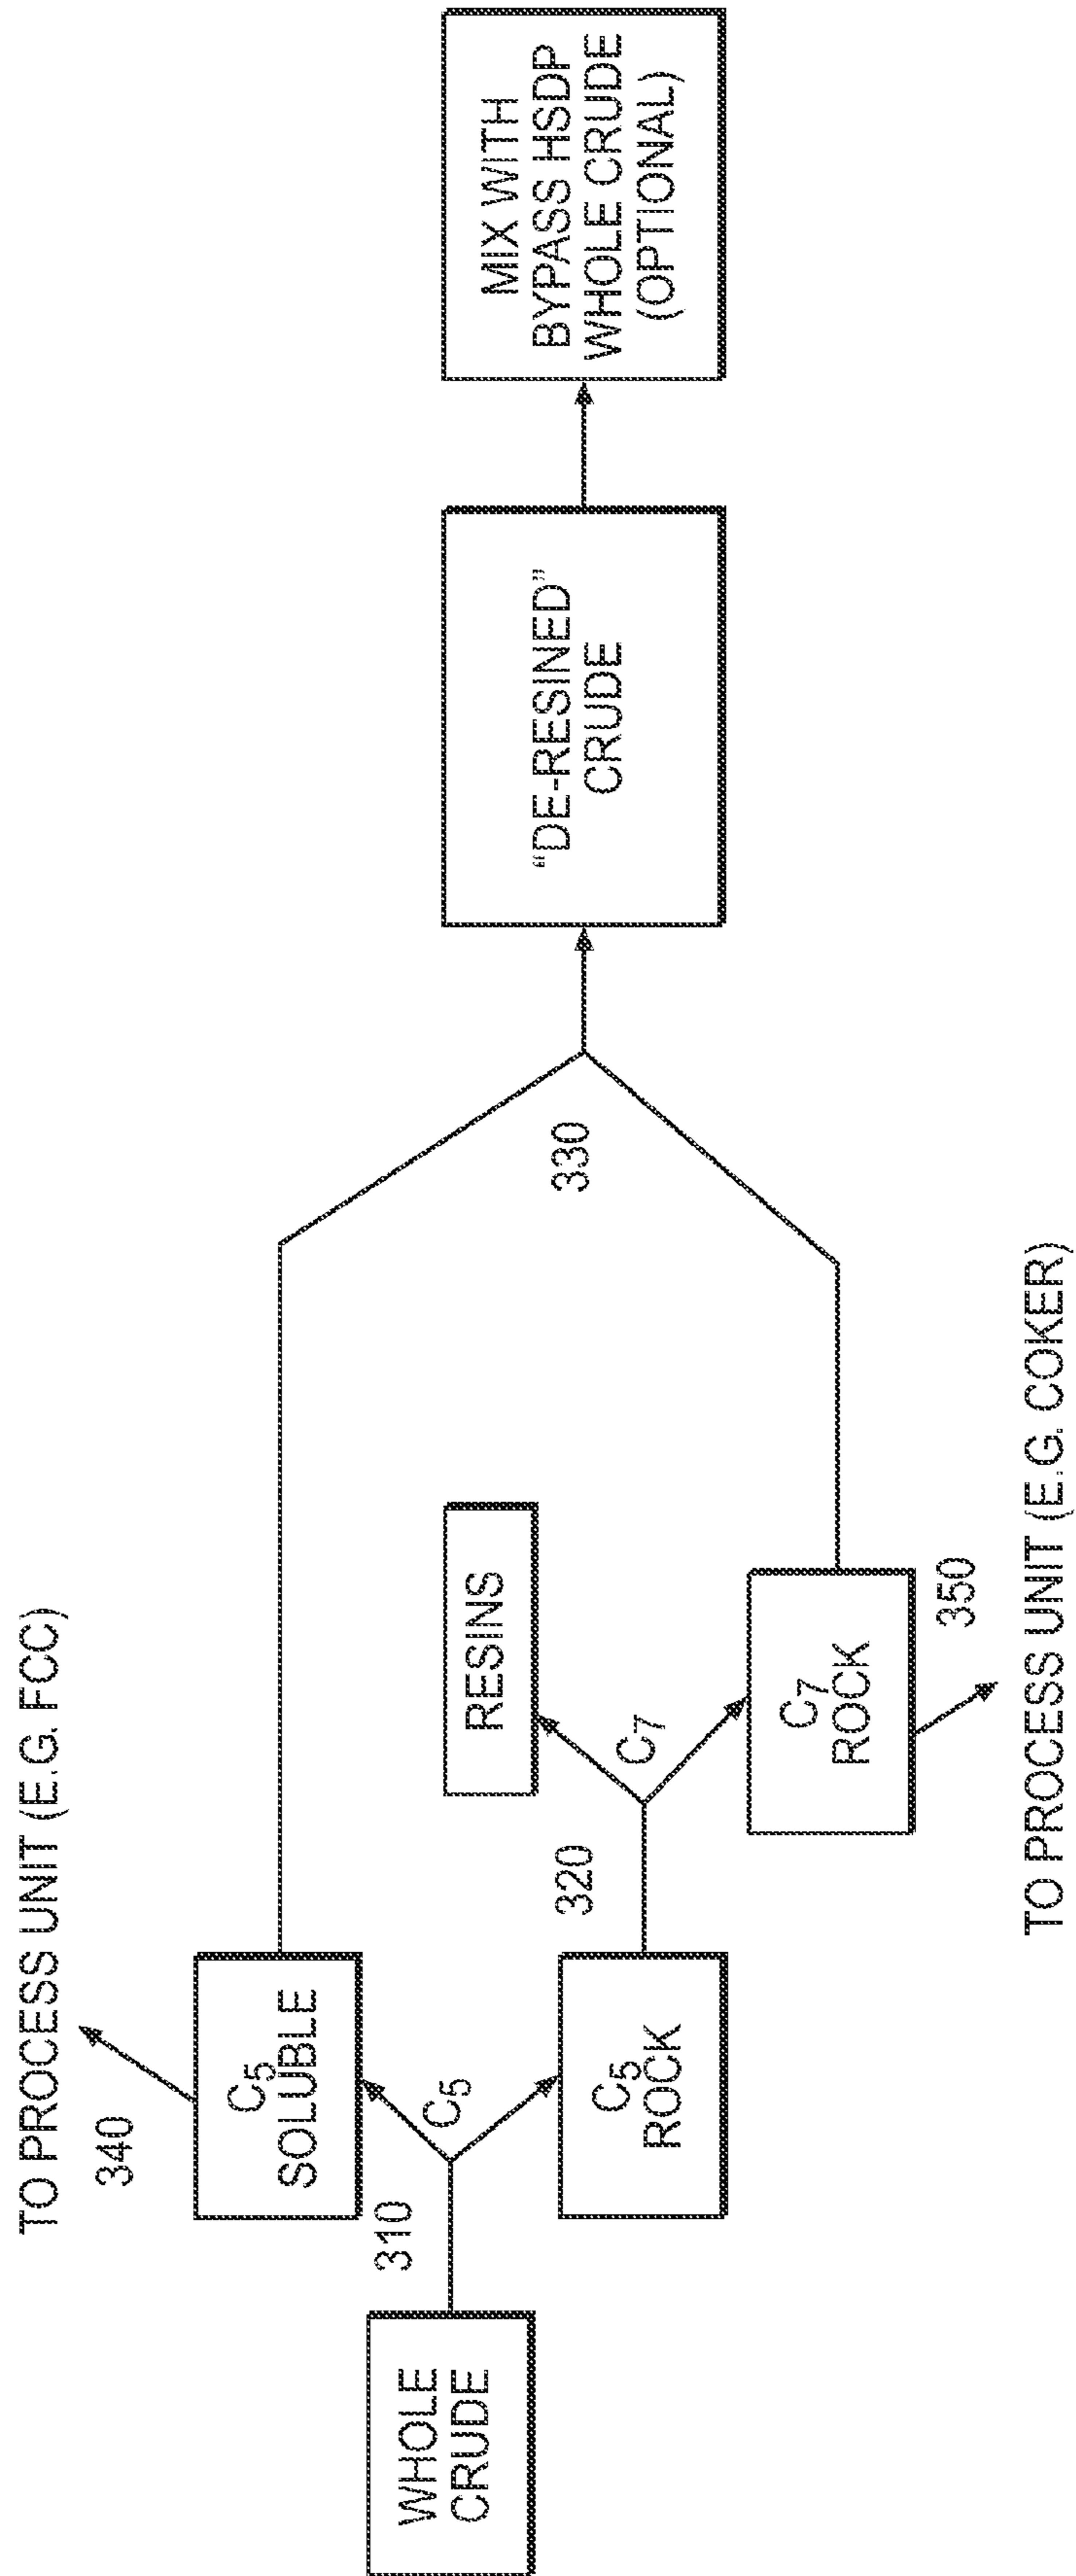 TO PROCESS UNIT (E.G. FCC)
340
WHOLE
CRUDE
310
C5
C5
SOLUBLE
C5
ROCK
320
C7
RESINS
C7
ROCK
350
TO PROCESS UNIT (E.G. COKER)
330
“DE-RESINED”
CRUDE
MIX WITH
BYPASS HSDP
WHOLE CRUDE
(OPTIONAL)